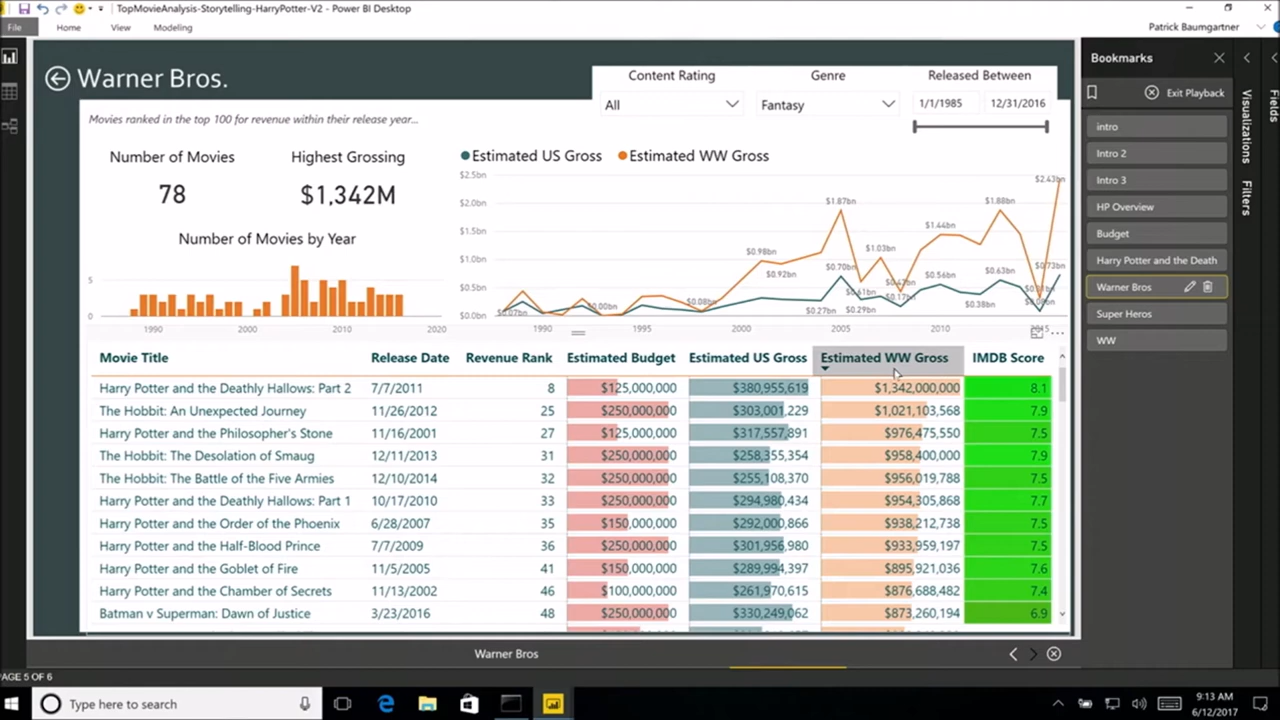 TopMovieAnalysis-Storytelling-HarryPotter-V2 - Power BI Desktop
File Home View Modeling Patrick Baumgartner
Warner Bros.
Content Rating Genre Released Between
All Fantasy 1/1/1985 12/31/2016
Movies ranked in the top 100 for revenue within their release year...
Number of Movies Highest Grossing
78 $1,342M
Number of Movies by Year
5
0
1990 2000 2010 2020
Estimated US Gross Estimated WW Gross
$2.5bn
$2.0bn
$1.5bn
$1.0bn
$0.5bn
$0.0bn
$2.43bn
$1.87bn $1.88bn
$1.44bn
$0.98bn $1.03bn
$0.92bn
$0.70bn $0.56bn $0.63bn $0.73bn
$0.00bn $0.08bn $0.17bn
$0.07bn $0.27bn $0.29bn $0.38bn
1990 1995 2000 2005 2010 2015
Movie Title Release Date Revenue Rank Estimated Budget Estimated US Gross Estimated WW Gross IMDB Score
Harry Potter and the Deathly Hallows: Part 2 7/7/2011 8 $125,000,000 $380,955,619 $1,342,000,000 8.1
The Hobbit: An Unexpected Journey 11/26/2012 25 $250,000,000 $303,001,229 $1,021,103,568 7.9
Harry Potter and the Philosopher's Stone 11/16/2001 27 $125,000,000 $317,557,891 $976,475,550 7.5
The Hobbit: The Desolation of Smaug 12/11/2013 31 $250,000,000 $258,355,354 $958,400,000 7.9
The Hobbit: The Battle of the Five Armies 12/10/2014 32 $250,000,000 $255,108,370 $956,019,788 7.5
Harry Potter and the Deathly Hallows: Part 1 10/17/2010 33 $250,000,000 $294,980,434 $954,305,868 7.7
Harry Potter and the Order of the Phoenix 6/28/2007 35 $150,000,000 $292,000,866 $938,212,738 7.5
Harry Potter and the Half-Blood Prince 7/7/2009 36 $250,000,000 $301,956,980 $933,959,197 7.5
Harry Potter and the Goblet of Fire 11/5/2005 41 $150,000,000 $289,994,397 $895,921,036 7.6
Harry Potter and the Chamber of Secrets 11/13/2002 46 $100,000,000 $261,970,615 $876,688,482 7.4
Batman v Superman: Dawn of Justice 3/23/2016 48 $250,000,000 $330,249,062 $873,260,194 6.9
Bookmarks
Exit Playback
intro
Intro 2
Intro 3
HP Overview
Budget
Harry Potter and the Death
Warner Bros
Super Heros
WW
Visualizations
Filters
Fields
Warner Bros
PAGE 5 OF 6
Type here to search
9:13 AM
6/12/2017